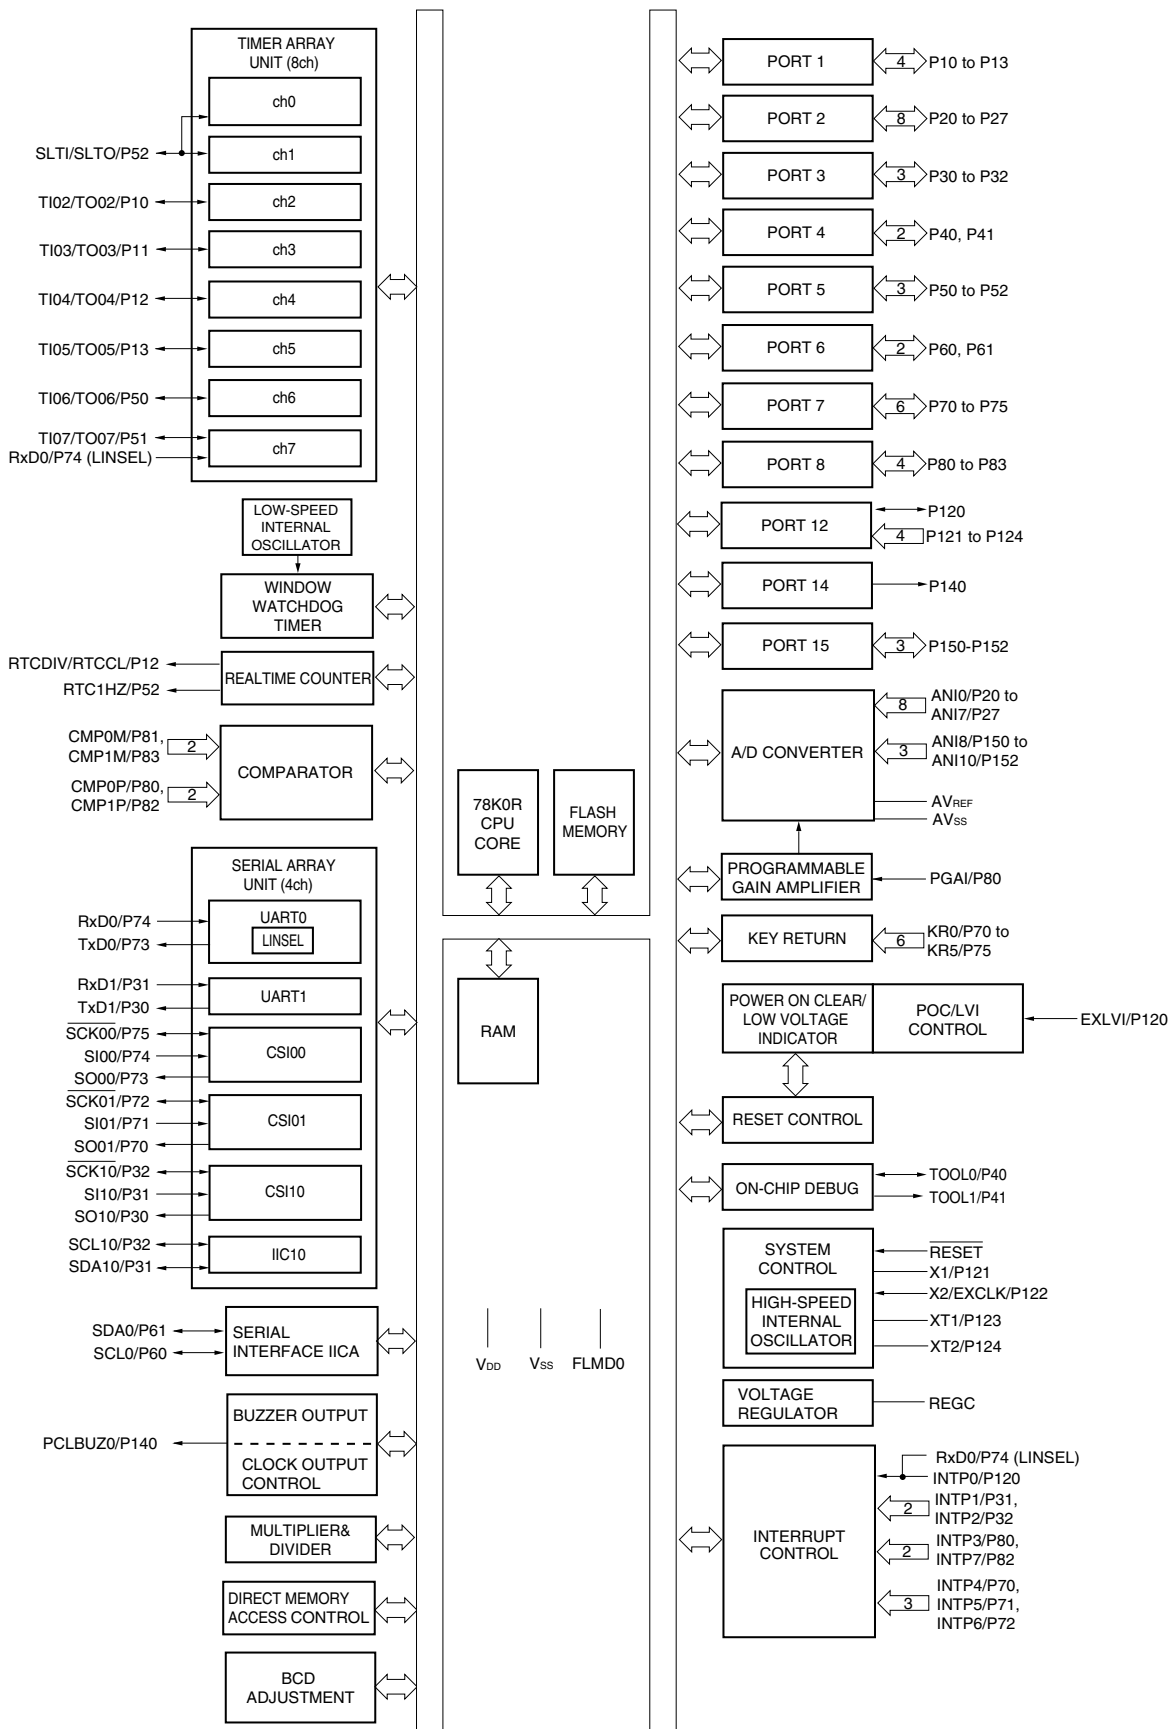 TIMER ARRAY
UNIT (8ch)
ch0
SLTI/SLTO/P52
ch1
TI02/TO02/P10
ch2
TI03/TO03/P11
ch3
TI04/TO04/P12
ch4
TI05/TO05/P13
ch5
TI06/TO06/P50
ch6
TI07/TO07/P51
RxD0/P74 (LINSEL)
ch7
LOW-SPEED
INTERNAL
OSCILLATOR
WINDOW
WATCHDOG
TIMER
RTCDIV/RTCCL/P12
RTC1HZ/P52
REALTIME COUNTER
CMP0M/P81,
CMP1M/P83
2
CMP0P/P80,
CMP1P/P82
2
COMPARATOR
SERIAL ARRAY
UNIT (4ch)
RxD0/P74
TxD0/P73
UART0
LINSEL
RxD1/P31
TxD1/P30
UART1
SCK00/P75
SI00/P74
SO00/P73
CSI00
SCK01/P72
SI01/P71
SO01/P70
CSI01
SCK10/P32
SI10/P31
SO10/P30
CSI10
SCL10/P32
SDA10/P31
IIC10
SDA0/P61
SCL0/P60
SERIAL
INTERFACE IICA
PCLBUZ0/P140
BUZZER OUTPUT
CLOCK OUTPUT
CONTROL
MULTIPLIER&
DIVIDER
DIRECT MEMORY
ACCESS CONTROL
BCD
ADJUSTMENT
78K0R
CPU
CORE
FLASH
MEMORY
RAM
VDD
VSS
FLMD0
PORT 1
4
P10 to P13
PORT 2
8
P20 to P27
PORT 3
3
P30 to P32
PORT 4
2
P40, P41
PORT 5
3
P50 to P52
PORT 6
2
P60, P61
PORT 7
6
P70 to P75
PORT 8
4
P80 to P83
PORT 12
P120
4
P121 to P124
PORT 14
P140
PORT 15
3
P150-P152
A/D CONVERTER
8
ANI0/P20 to
ANI7/P27
3
ANI8/P150 to
ANI10/P152
AVREF
AVSS
PROGRAMMABLE
GAIN AMPLIFIER
PGAI/P80
KEY RETURN
6
KR0/P70 to
KR5/P75
POWER ON CLEAR/
LOW VOLTAGE
INDICATOR
POC/LVI
CONTROL
EXLVI/P120
RESET CONTROL
ON-CHIP DEBUG
TOOL0/P40
TOOL1/P41
SYSTEM
CONTROL
HIGH-SPEED
INTERNAL
OSCILLATOR
RESET
X1/P121
X2/EXCLK/P122
XT1/P123
XT2/P124
VOLTAGE
REGULATOR
REGC
INTERRUPT
CONTROL
RxD0/P74 (LINSEL)
INTP0/P120
2
INTP1/P31,
INTP2/P32
2
INTP3/P80,
INTP7/P82
3
INTP4/P70,
INTP5/P71,
INTP6/P72